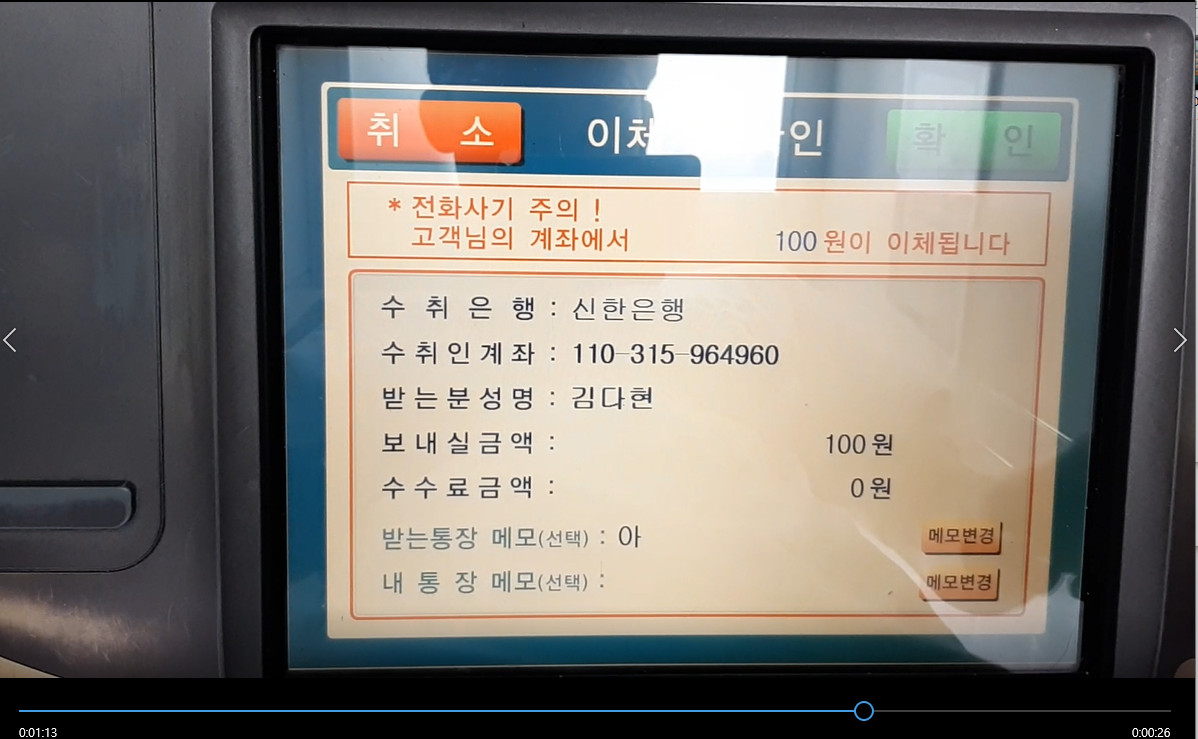 취 소 이체 인 확 인
* 전화사기 주의 !
고객님의 계좌에서 100 원이 이체됩니다
수 취 은 행 : 신한은행
수취인계좌 : 110-315-964960
받는분성명 : 김다현
보내실금액 : 100 원
수수료금액 : 0 원
받는통장 메모(선택) : 아 메모변경
내 통 장 메모(선택) : 메모변경
0:01:13 0:00:26